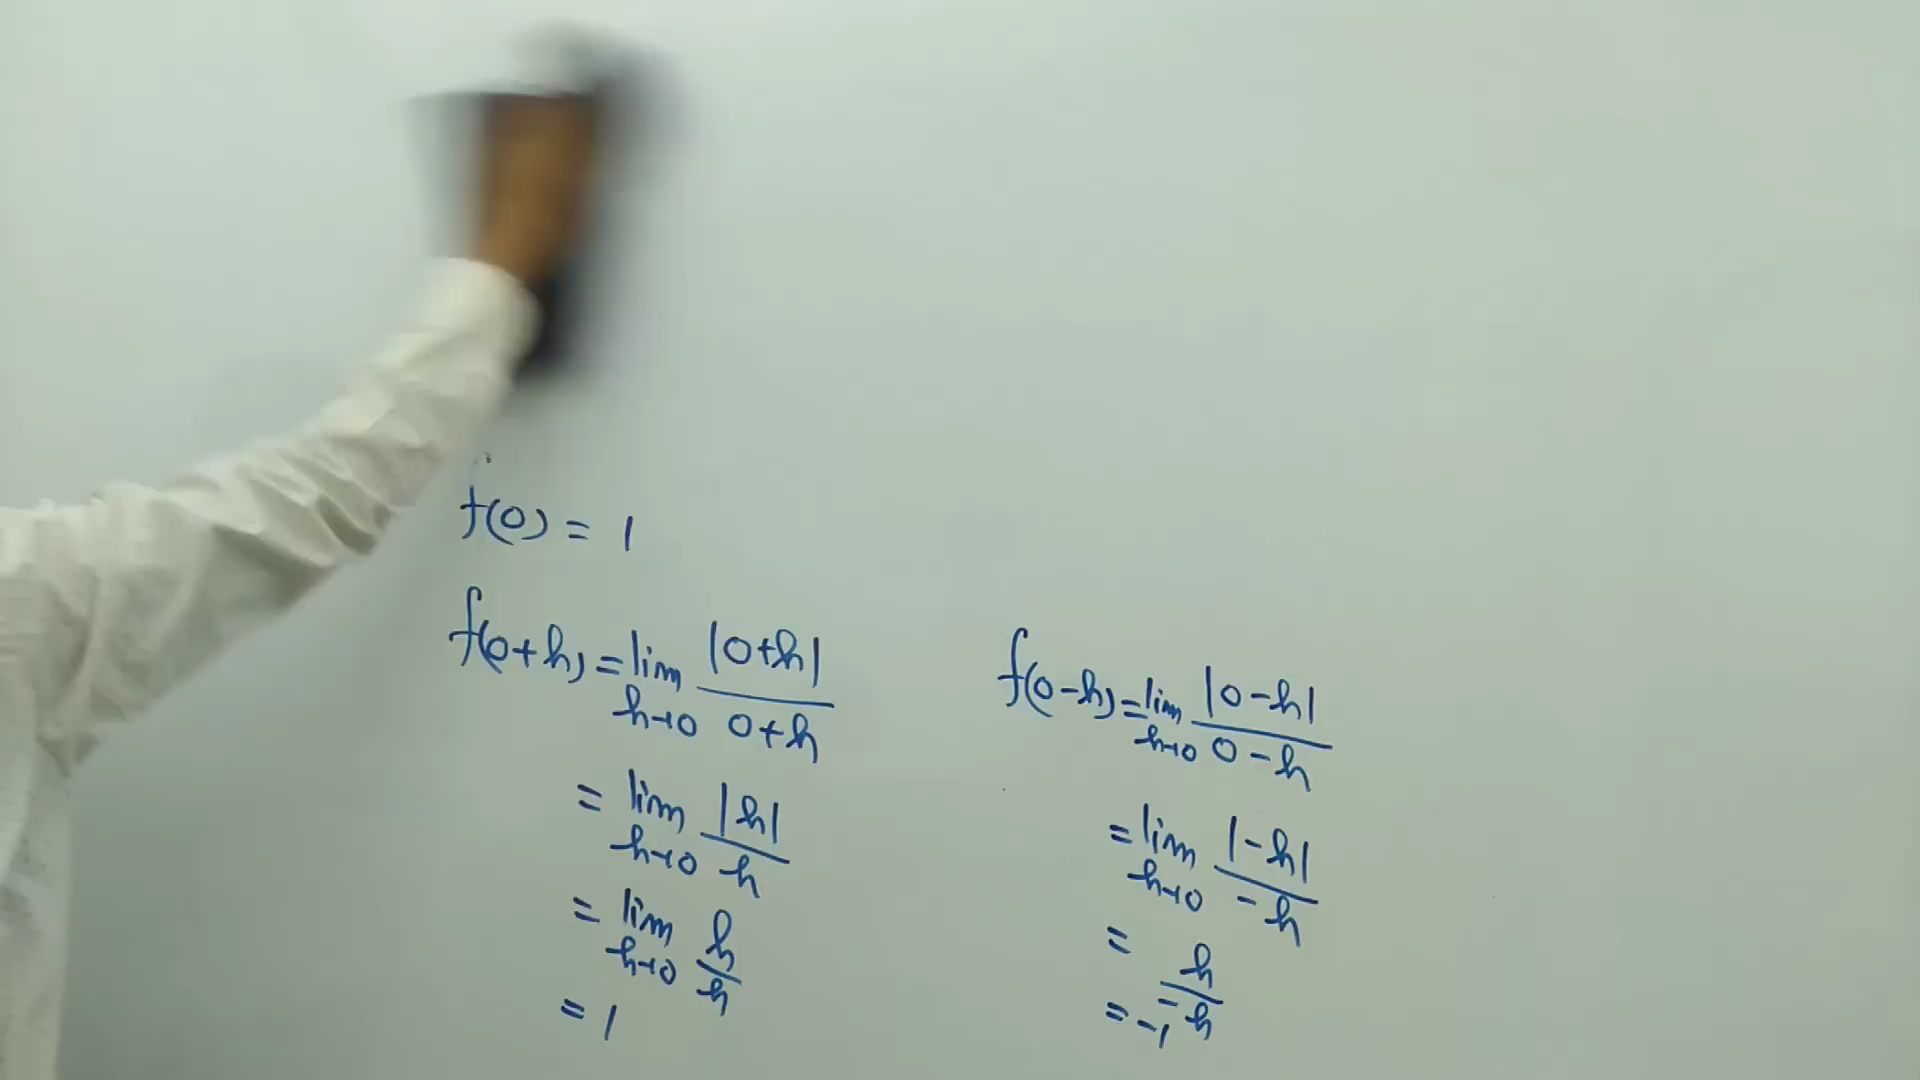 f(0) = 1
f(0+h) = lim h→0 |0+h| / 0+h
= lim h→0 |h| / h
= lim h→0 h / h
= 1
f(0-h) = lim h→0 |0-h| / 0-h
= lim h→0 |-h| / -h
= h / -h
= -1